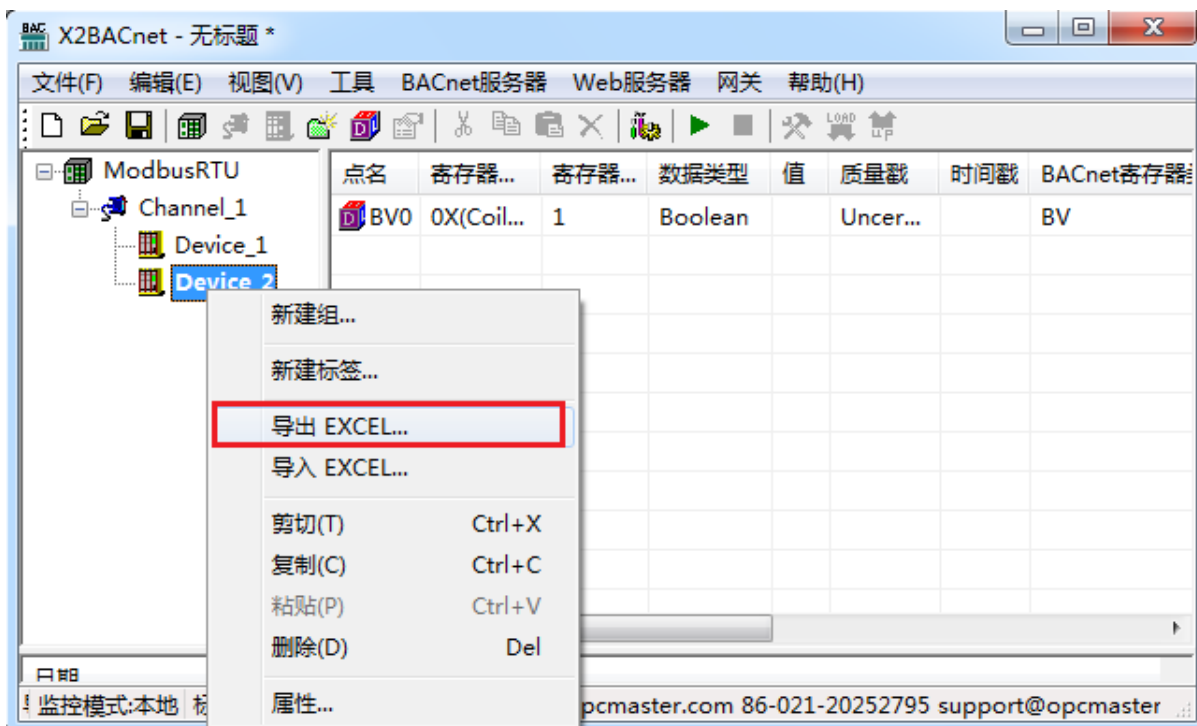 BAC X2BACnet - 无标题 *
文件(F) 编辑(E) 视图(V) 工具 BACnet服务器 Web服务器 网关 帮助(H)
LOAD UP
ModbusRTU
Channel_1
Device_1
Device_2
点名 寄存器... 寄存器... 数据类型 值 质量戳 时间戳 BACnet寄存器
BV0 0X(Coil... 1 Boolean Uncer... BV
新建组...
新建标签...
导出 EXCEL...
导入 EXCEL...
剪切(T) Ctrl+X
复制(C) Ctrl+C
粘贴(P) Ctrl+V
删除(D) Del
属性...
日期
监控模式:本地 pcmaster.com 86-021-20252795 support@opcmaster